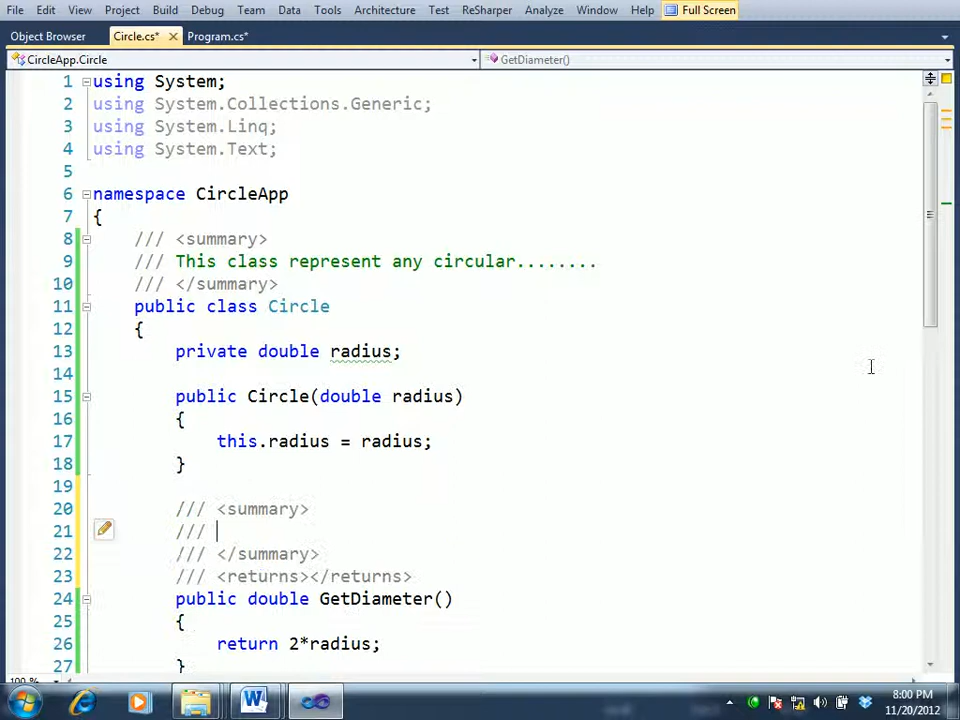 File Edit View Project Build Debug Team Data Tools Architecture Test ReSharper Analyze Window Help Full Screen
Object Browser Circle.cs* Program.cs*
CircleApp.Circle GetDiameter()
1 using System;
2 using System.Collections.Generic;
3 using System.Linq;
4 using System.Text;
5
6 namespace CircleApp
7 {
8 /// <summary>
9 /// This class represent any circular........
10 /// </summary>
11 public class Circle
12 {
13 private double radius;
14
15 public Circle(double radius)
16 {
17 this.radius = radius;
18 }
19
20 /// <summary>
21 ///
22 /// </summary>
23 /// <returns></returns>
24 public double GetDiameter()
25 {
26 return 2*radius;
27 }
100 %
8:00 PM
11/20/2012